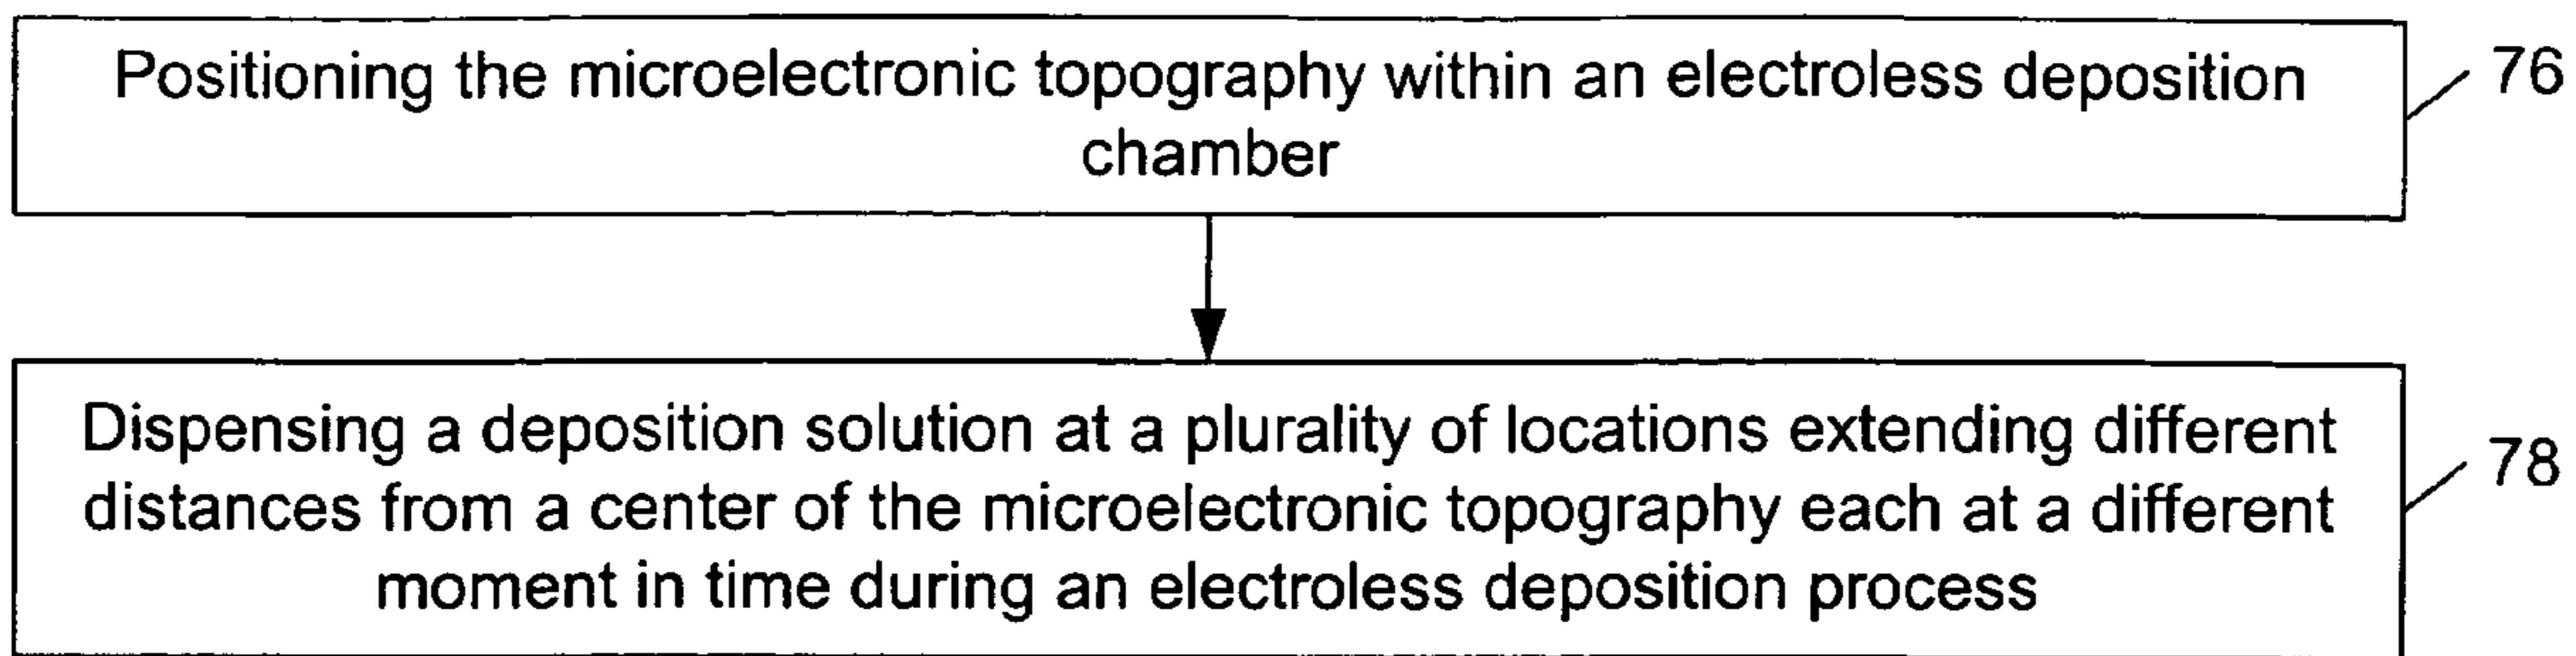 Positioning the microelectronic topography within an electroless deposition
chamber
76
Dispensing a deposition solution at a plurality of locations extending different
distances from a center of the microelectronic topography each at a different
moment in time during an electroless deposition process
78